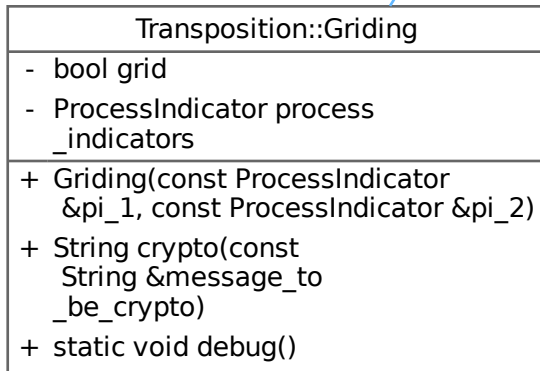 Transposition::Griding
- bool grid
- ProcessIndicator process
_indicators
+ Griding(const ProcessIndicator
&pi_1, const ProcessIndicator &pi_2)
+ String crypto(const
String &message_to
_be_crypto)
+ static void debug()